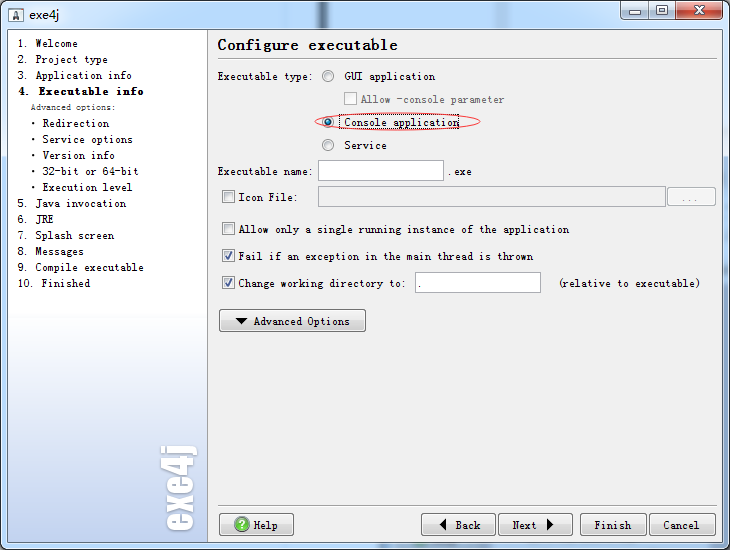 exe4j
1. Welcome
2. Project type
3. Application info
4. Executable info
Advanced options:
• Redirection
• Service options
• Version info
• 32-bit or 64-bit
• Execution level
5. Java invocation
6. JRE
7. Splash screen
8. Messages
9. Compile executable
10. Finished
exe4j
Configure executable
Executable type: GUI application
Allow -console parameter
Console application
Service
Executable name: .exe
Icon File: ...
Allow only a single running instance of the application
Fail if an exception in the main thread is thrown
Change working directory to: . (relative to executable)
Advanced Options
Help Back Next Finish Cancel